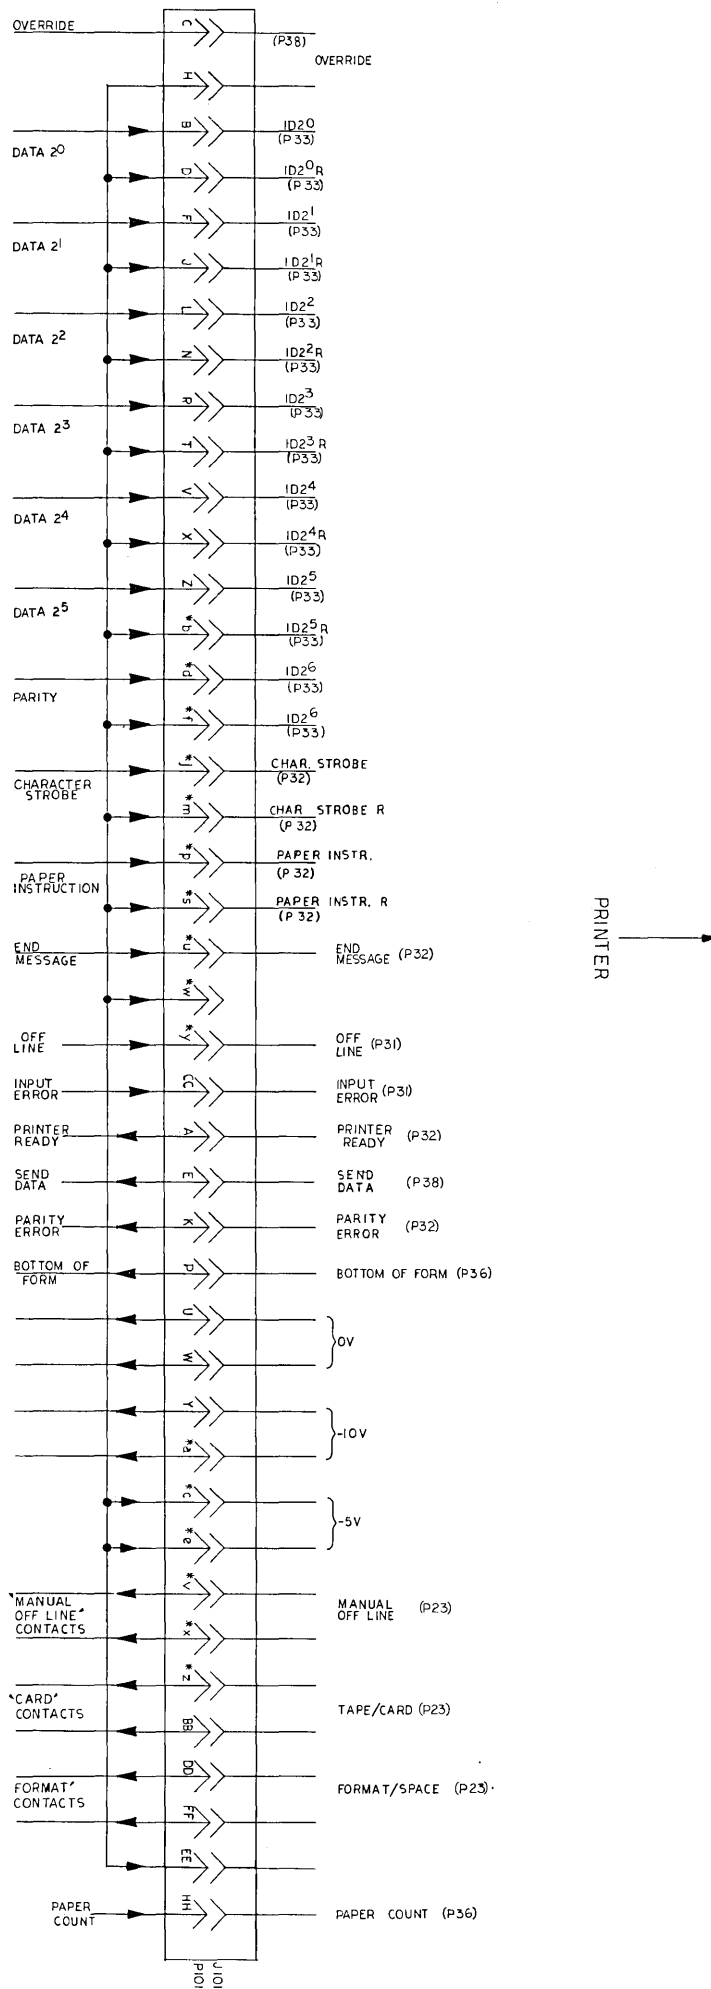 OVERRIDE
C
(P38)
OVERRIDE
H
B
ID2⁰
(P33)
DATA 2⁰
D
ID2⁰R
(P33)
F
ID2¹
(P33)
DATA 2¹
J
ID2¹R
(P33)
L
ID2²
(P33)
DATA 2²
N
ID2²R
(P33)
R
ID2³
(P33)
DATA 2³
T
ID2³R
(P33)
V
ID2⁴
(P33)
DATA 2⁴
X
ID2⁴R
(P33)
Z
ID2⁵
(P33)
DATA 2⁵
*b
ID2⁵R
(P33)
*d
ID2⁶
(P33)
PARITY
*f
ID2⁶
(P33)
*j
CHAR. STROBE
(P32)
CHARACTER
STROBE
*m
CHAR STROBE R
(P32)
*p
PAPER INSTR.
(P32)
PAPER
INSTRUCTION
*s
PAPER INSTR. R
(P32)
PRINTER
END
MESSAGE
*u
END
MESSAGE (P32)
*w
OFF
LINE
*y
OFF
LINE (P31)
INPUT
ERROR
CC
INPUT
ERROR (P31)
PRINTER
READY
A
PRINTER
READY (P32)
SEND
DATA
E
SEND
DATA (P38)
PARITY
ERROR
K
PARITY
ERROR (P32)
BOTTOM OF
FORM
P
BOTTOM OF FORM (P36)
U
0V
W
Y
-10V
*a
*c
-5V
*e
*v
"MANUAL
OFF LINE"
CONTACTS
MANUAL
OFF LINE (P23)
*x
*z
"CARD"
CONTACTS
TAPE/CARD (P23)
BB
DD
FORMAT"
CONTACTS
FORMAT/SPACE (P23)
FF
EE
PAPER
COUNT
HH
PAPER COUNT (P36)
J101
P101